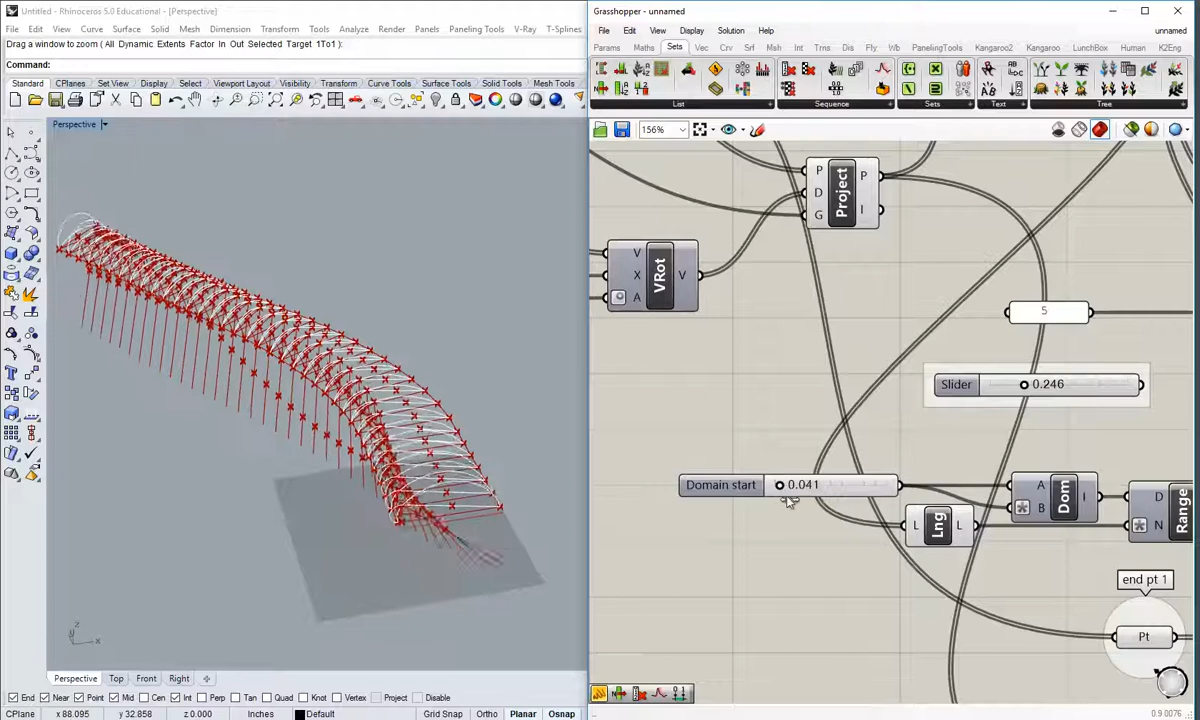 Untitled - Rhinoceros 5.0 Educational - [Perspective]
File Edit View Curve Surface Solid Mesh Dimension Transform Tools Analyze Render Panels Paneling Tools V-Ray T-Splines
Drag a window to zoom ( All Dynamic Extents Factor In Out Selected Target 1To1 ):
Command:
Standard CPlanes Set View Display Select Viewport Layout Visibility Transform Curve Tools Surface Tools Solid Tools Mesh Tools
Perspective
z
y
x
Perspective Top Front Right
End Near Point Mid Cen Int Perp Tan Quad Knot Vertex Project Disable
CPlane x 88.095 y 32.858 z 0.000 Inches Default Grid Snap Ortho Planar Osnap
Grasshopper - unnamed
File Edit View Display Solution Help unnamed
Params Maths Sets Vec Crv Srf Msh Int Trns Dis Fly Wb PanelingTools Kangaroo2 Kangaroo LunchBox Human K2Eng
List Sequence Sets Text Tree
156%
P D G Project P I
V X A VRot V
5
Slider 0.246
Domain start 0.041
A B Dom I
D N Range
L Lng L
end pt 1
Pt
0.9.0076